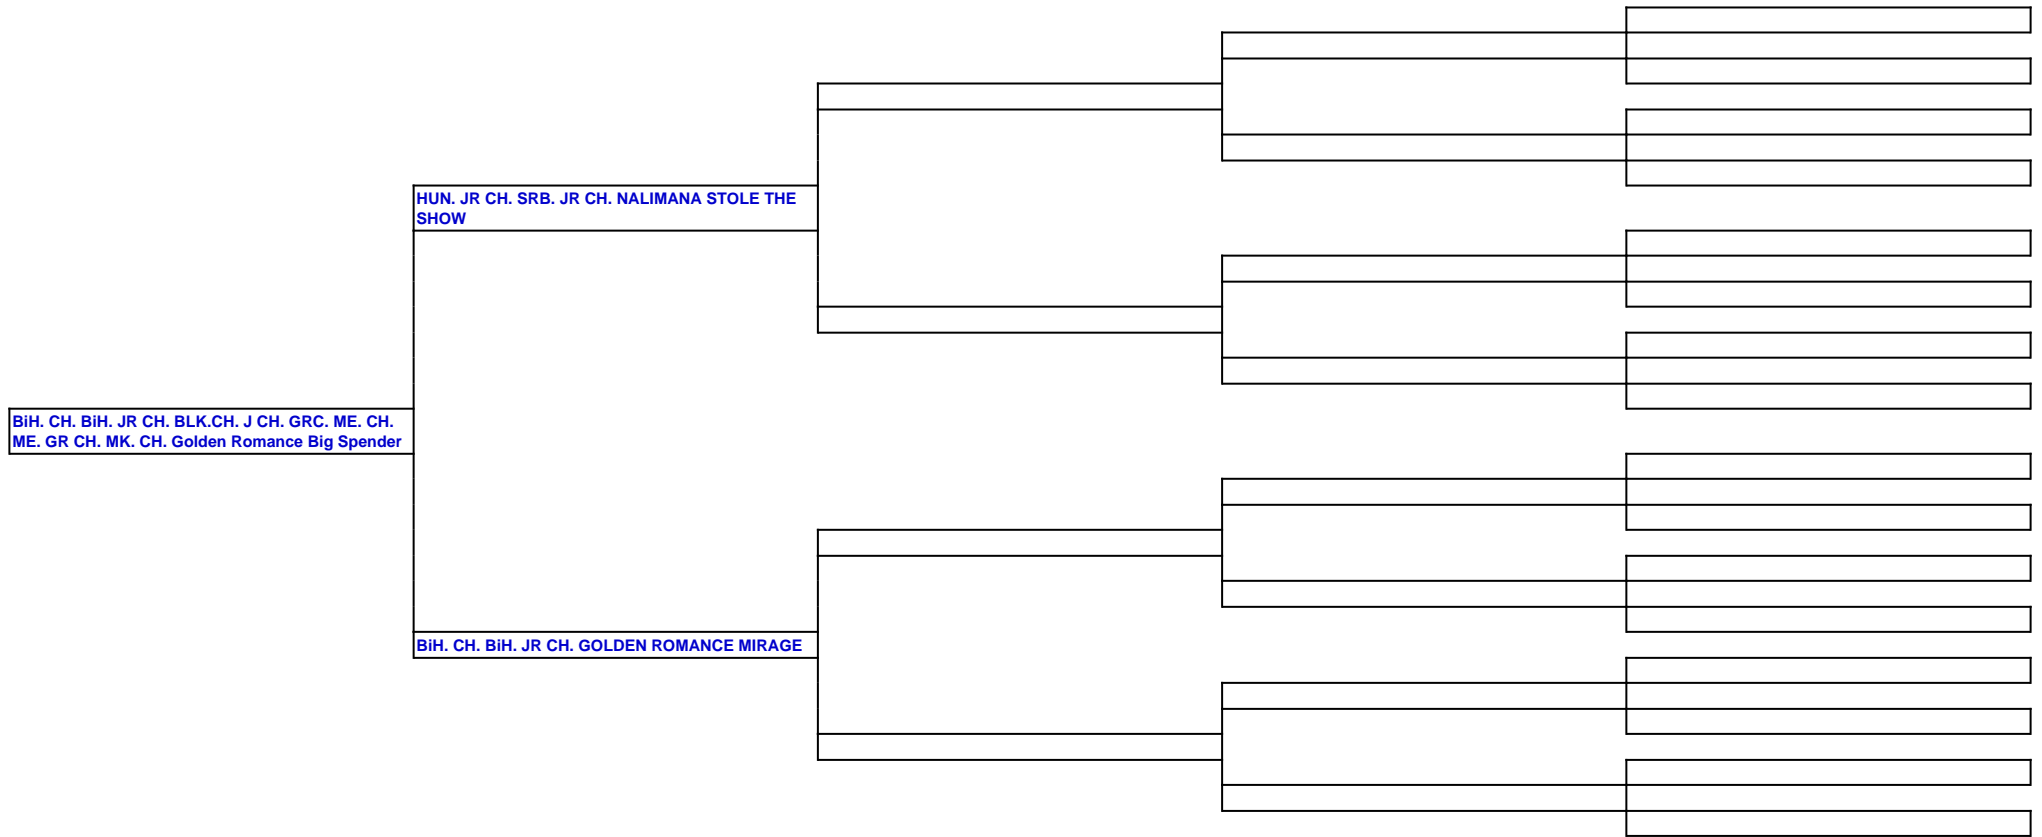 HUN. JR CH. SRB. JR CH. NALIMANA STOLE THE
SHOW
BiH. CH. BiH. JR CH. BLK.CH. J CH. GRC. ME. CH.
ME. GR CH. MK. CH. Golden Romance Big Spender
BiH. CH. BiH. JR CH. GOLDEN ROMANCE MIRAGE